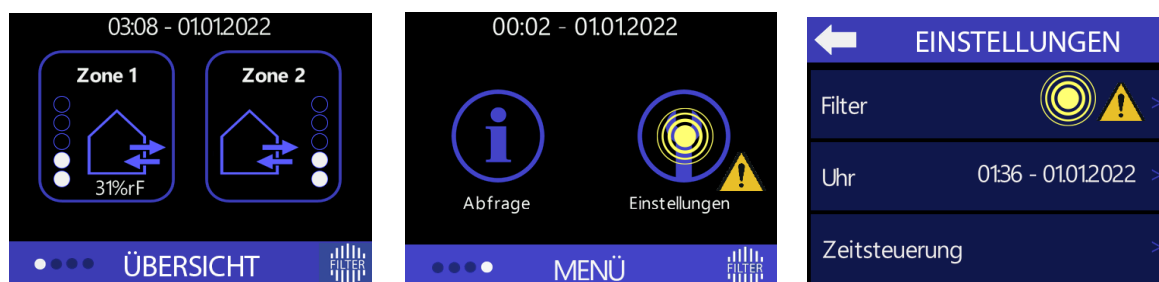 03:08 - 01.01.2022
Zone 1
Zone 2
31%rF
ÜBERSICHT
FILTER
00:02 - 01.01.2022
Abfrage
Einstellungen
MENÜ
FILTER
EINSTELLUNGEN
Filter
Uhr 01:36 - 01.01.2022 >
Zeitsteuerung